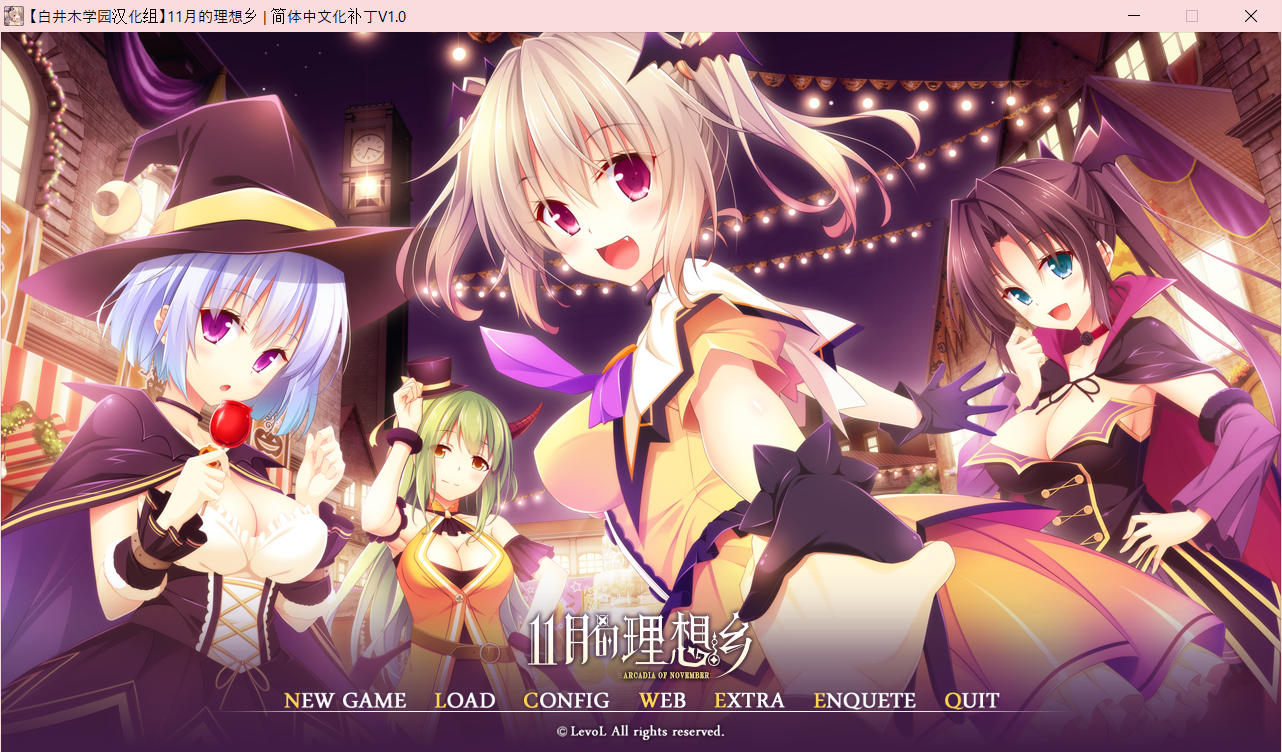 【白井木学园汉化组】11月的理想乡 | 简体中文化补丁V1.0
11月的理想乡
ARCADIA OF NOVEMBER
NEW GAME LOAD CONFIG WEB EXTRA ENQUETE QUIT
© LevoL All rights reserved.